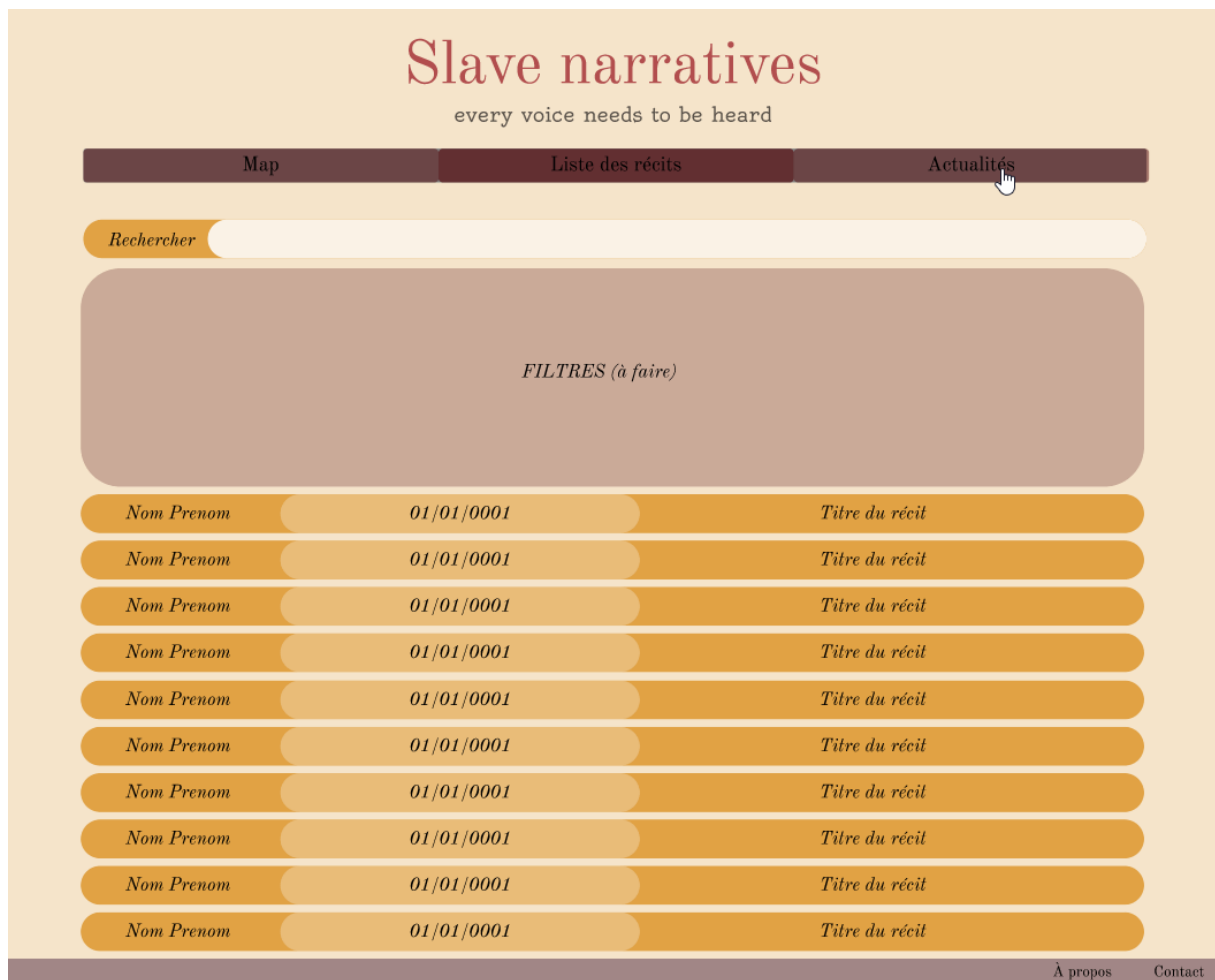 Slave narratives
every voice needs to be heard
Map Liste des récits Actualités
Rechercher
FILTRES (à faire)
Nom Prenom 01/01/0001 Titre du récit
Nom Prenom 01/01/0001 Titre du récit
Nom Prenom 01/01/0001 Titre du récit
Nom Prenom 01/01/0001 Titre du récit
Nom Prenom 01/01/0001 Titre du récit
Nom Prenom 01/01/0001 Titre du récit
Nom Prenom 01/01/0001 Titre du récit
Nom Prenom 01/01/0001 Titre du récit
Nom Prenom 01/01/0001 Titre du récit
Nom Prenom 01/01/0001 Titre du récit
À propos Contact